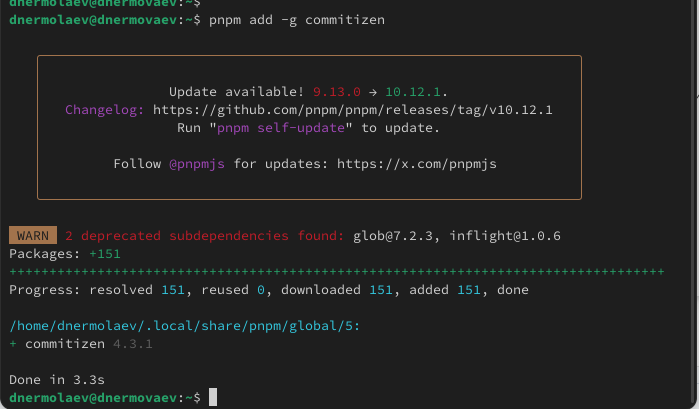 dnermolaev@dnermovaev:~$
dnermolaev@dnermovaev:~$ pnpm add -g commitizen
Update available! 9.13.0 → 10.12.1.
Changelog: https://github.com/pnpm/pnpm/releases/tag/v10.12.1
Run "pnpm self-update" to update.
Follow @pnpmjs for updates: https://x.com/pnpmjs
WARN 2 deprecated subdependencies found: glob@7.2.3, inflight@1.0.6
Packages: +151
++++++++++++++++++++++++++++++++++++++++++++++++++++++++++++++++++++++++++++++++++
Progress: resolved 151, reused 0, downloaded 151, added 151, done
/home/dnermolaev/.local/share/pnpm/global/5:
+ commitizen 4.3.1
Done in 3.3s
dnermolaev@dnermovaev:~$